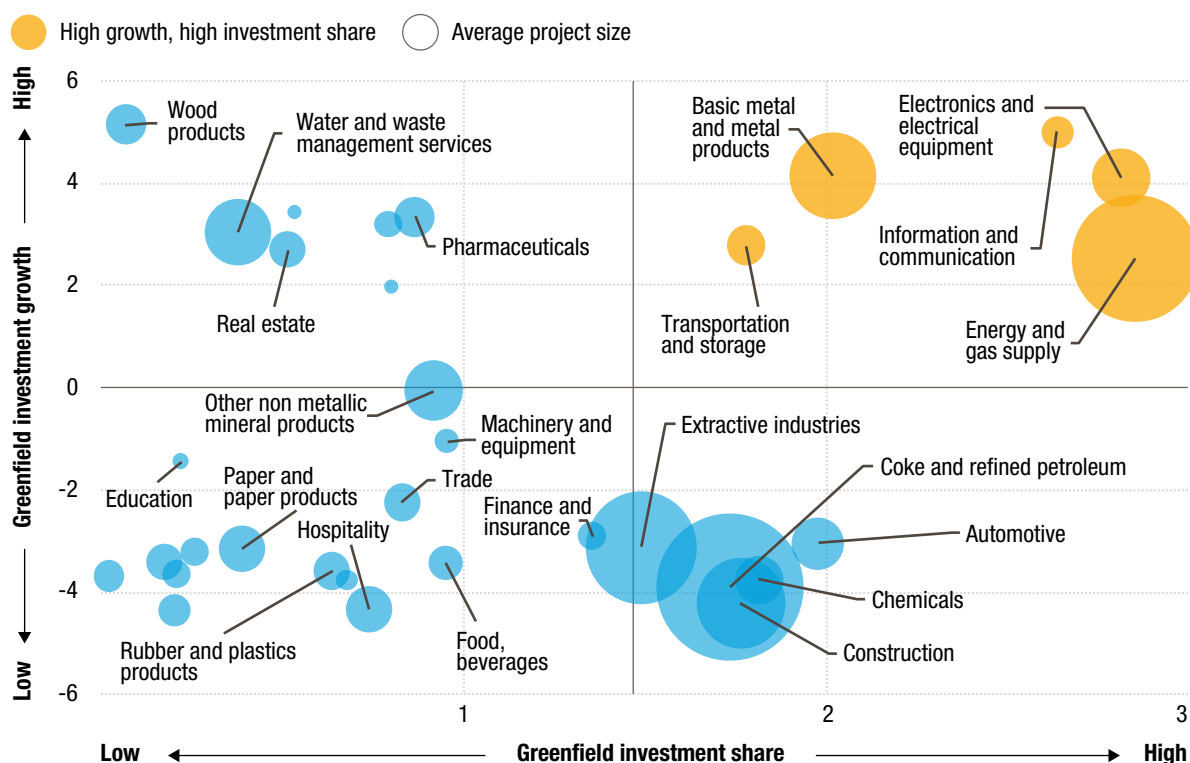 High growth, high investment share
Average project size
High
Greenfield investment growth
Low
6
4
2
0
-2
-4
-6
Wood
products
Water and waste
management services
Real estate
Pharmaceuticals
Basic metal
and metal
products
Electronics and
electrical
equipment
Information and
communication
Transportation
and storage
Energy and
gas supply
Other non metallic
mineral products
Machinery and
equipment
Extractive industries
Education
Paper and
paper products
Trade
Hospitality
Finance and
insurance
Coke and refined petroleum
Automotive
Rubber and plastics
products
Food,
beverages
Chemicals
Construction
1
2
3
Low
Greenfield investment share
High